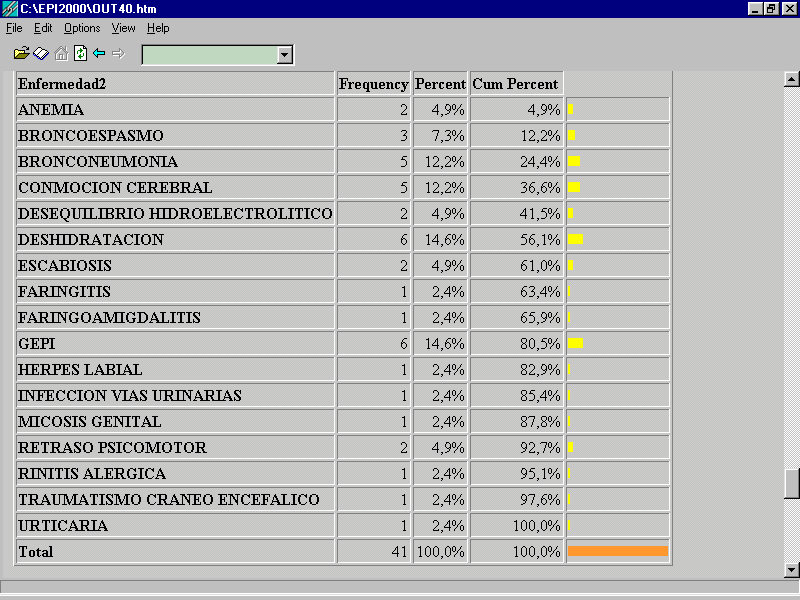 C:\EPI2000\OUT40.htm
File Edit Options View Help
Enfermedad2 Frequency Percent Cum Percent
ANEMIA 2 4,9% 4,9%
BRONCOESPASMO 3 7,3% 12,2%
BRONCONEUMONIA 5 12,2% 24,4%
CONMOCION CEREBRAL 5 12,2% 36,6%
DESEQUILIBRIO HIDROELECTROLITICO 2 4,9% 41,5%
DESHIDRATACION 6 14,6% 56,1%
ESCABIOSIS 2 4,9% 61,0%
FARINGITIS 1 2,4% 63,4%
FARINGOAMIGDALITIS 1 2,4% 65,9%
GEPI 6 14,6% 80,5%
HERPES LABIAL 1 2,4% 82,9%
INFECCION VIAS URINARIAS 1 2,4% 85,4%
MICOSIS GENITAL 1 2,4% 87,8%
RETRASO PSICOMOTOR 2 4,9% 92,7%
RINITIS ALERGICA 1 2,4% 95,1%
TRAUMATISMO CRANEO ENCEFALICO 1 2,4% 97,6%
URTICARIA 1 2,4% 100,0%
Total 41 100,0% 100,0%